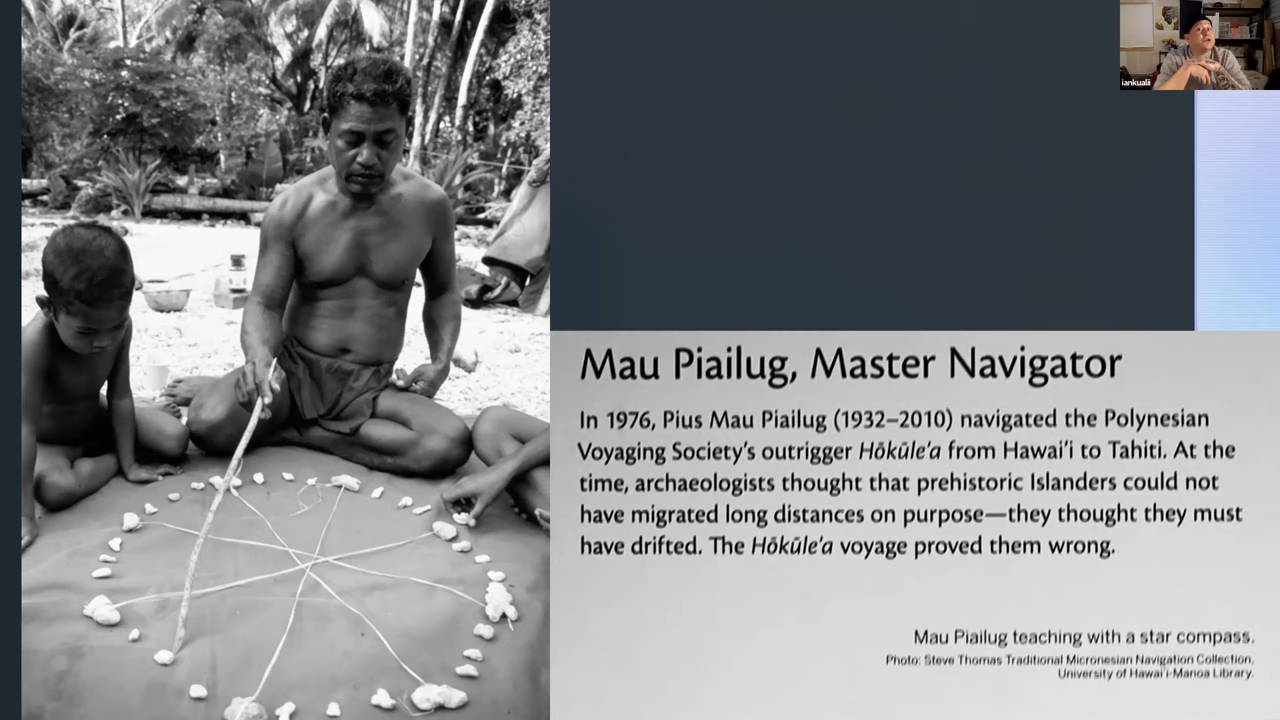 iankualii
Mau Piailug, Master Navigator
In 1976, Pius Mau Piailug (1932–2010) navigated the Polynesian
Voyaging Society's outrigger Hōkūle'a from Hawai'i to Tahiti. At the
time, archaeologists thought that prehistoric Islanders could not
have migrated long distances on purpose—they thought they must
have drifted. The Hōkūle'a voyage proved them wrong.
Mau Piailug teaching with a star compass.
Photo: Steve Thomas Traditional Micronesian Navigation Collection,
University of Hawai'i-Manoa Library.